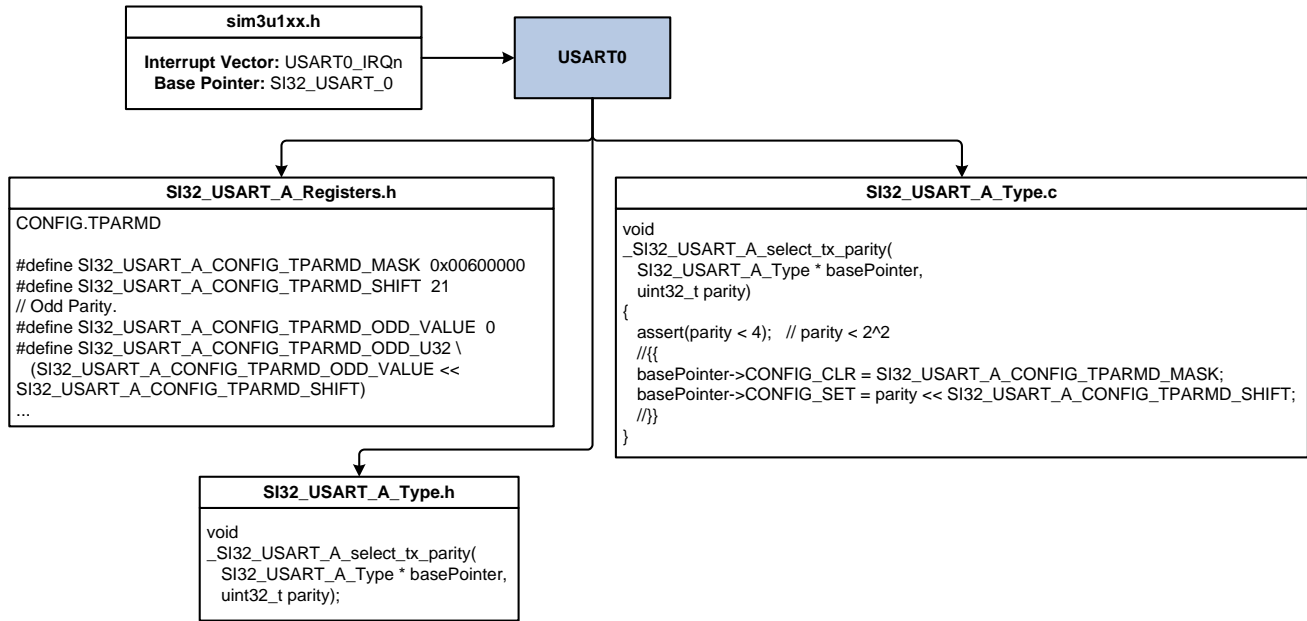 sim3u1xx.h
Interrupt Vector: USART0_IRQn
Base Pointer: SI32_USART_0
USART0
SI32_USART_A_Registers.h
CONFIG.TPARMD
#define SI32_USART_A_CONFIG_TPARMD_MASK 0x00600000
#define SI32_USART_A_CONFIG_TPARMD_SHIFT 21
// Odd Parity.
#define SI32_USART_A_CONFIG_TPARMD_ODD_VALUE 0
#define SI32_USART_A_CONFIG_TPARMD_ODD_U32 \
(SI32_USART_A_CONFIG_TPARMD_ODD_VALUE <<
SI32_USART_A_CONFIG_TPARMD_SHIFT)
...
SI32_USART_A_Type.c
void
_SI32_USART_A_select_tx_parity(
SI32_USART_A_Type * basePointer,
uint32_t parity)
{
assert(parity < 4); // parity < 2^2
//{{
basePointer->CONFIG_CLR = SI32_USART_A_CONFIG_TPARMD_MASK;
basePointer->CONFIG_SET = parity << SI32_USART_A_CONFIG_TPARMD_SHIFT;
//}}
}
SI32_USART_A_Type.h
void
_SI32_USART_A_select_tx_parity(
SI32_USART_A_Type * basePointer,
uint32_t parity);